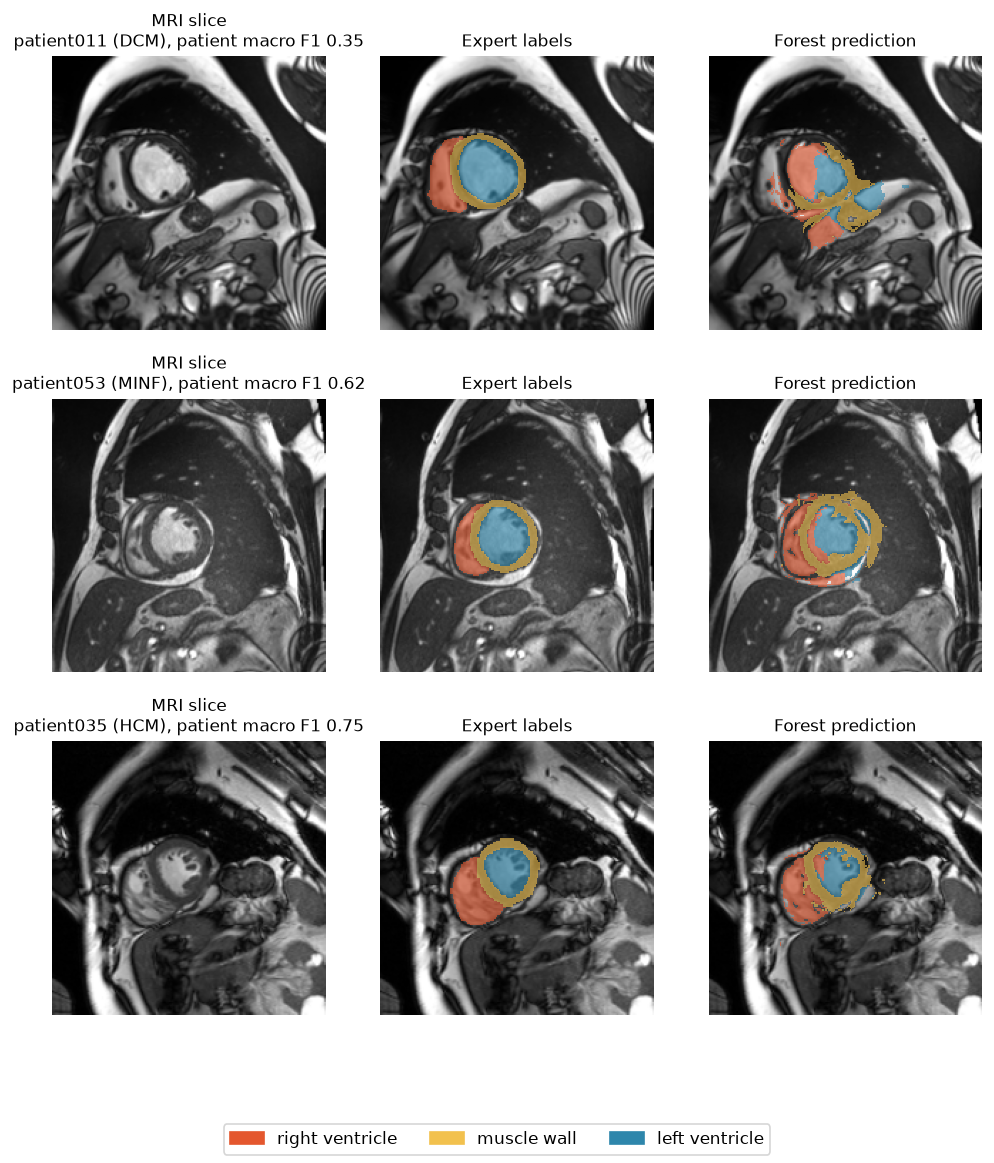 MRI slice
patient011 (DCM), patient macro F1 0.35
Expert labels
Forest prediction
MRI slice
patient053 (MINF), patient macro F1 0.62
Expert labels
Forest prediction
MRI slice
patient035 (HCM), patient macro F1 0.75
Expert labels
Forest prediction
right ventricle
muscle wall
left ventricle